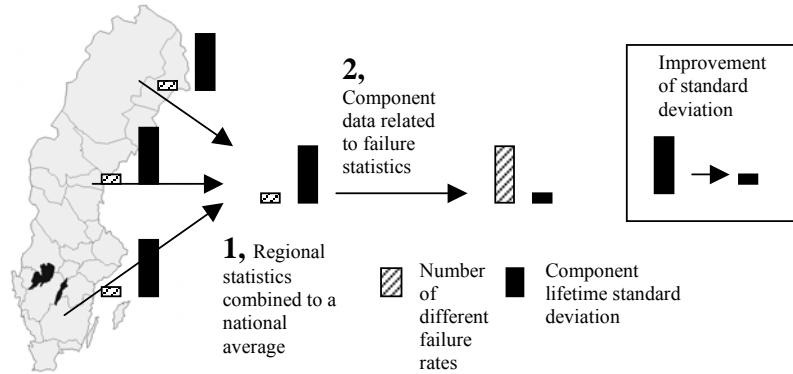 2,
Component
data related
to failure
statistics
Improvement
of standard
deviation
1, Regional
statistics
combined to a
national
average
Number
of
different
failure
rates
Component
lifetime standard
deviation